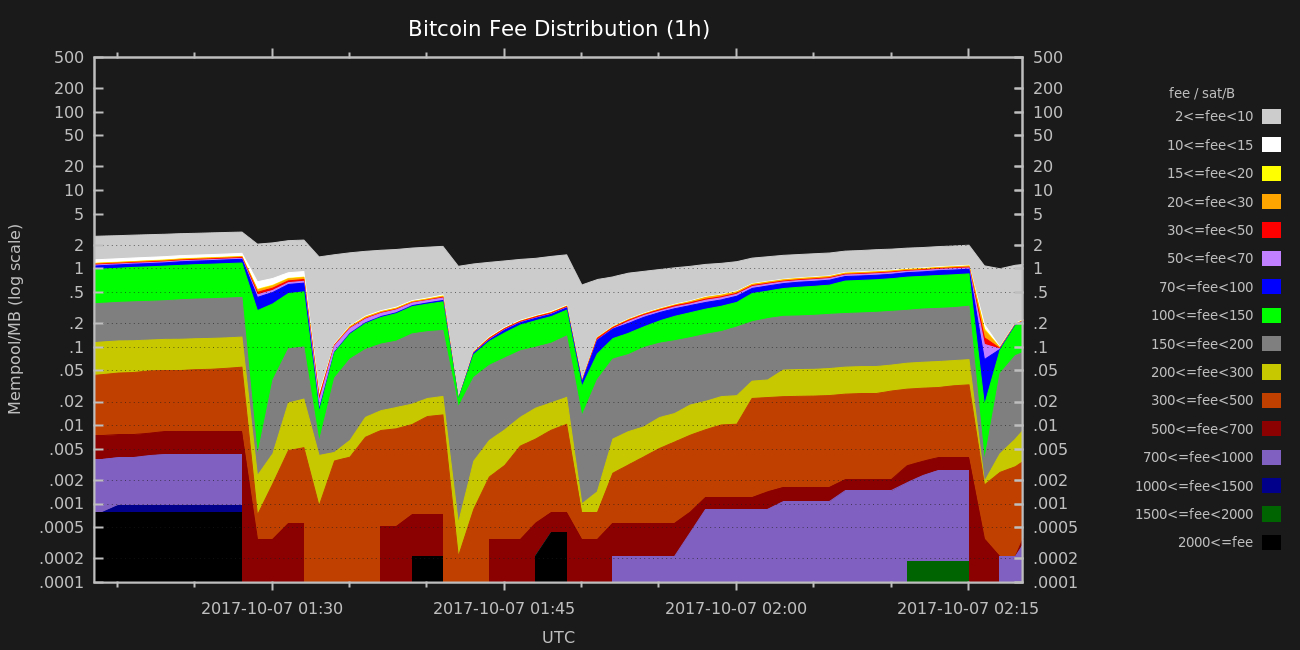 Bitcoin Fee Distribution (1h)
Mempool/MB (log scale)
500
200
100
50
20
10
5
2
1
.5
.2
.1
.05
.02
.01
.005
.002
.001
.0005
.0002
.0001
500
200
100
50
20
10
5
2
1
.5
.2
.1
.05
.02
.01
.005
.002
.001
.0005
.0002
.0001
2017-10-07 01:30
2017-10-07 01:45
2017-10-07 02:00
2017-10-07 02:15
UTC
fee / sat/B
2<=fee<10
10<=fee<15
15<=fee<20
20<=fee<30
30<=fee<50
50<=fee<70
70<=fee<100
100<=fee<150
150<=fee<200
200<=fee<300
300<=fee<500
500<=fee<700
700<=fee<1000
1000<=fee<1500
1500<=fee<2000
2000<=fee